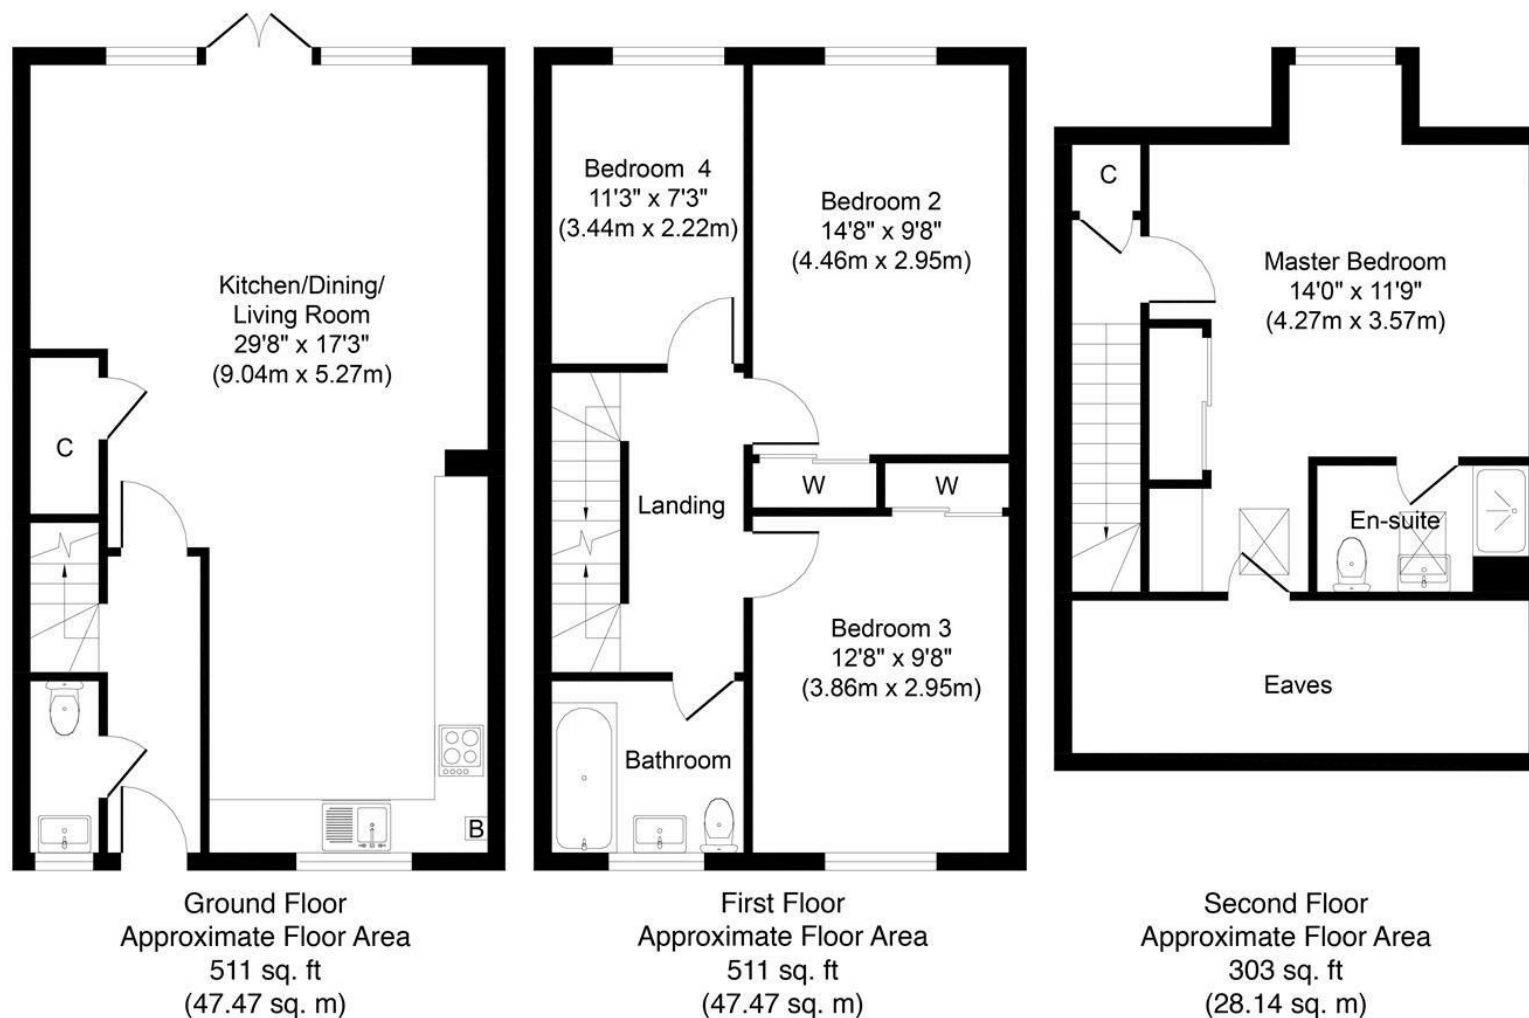 Kitchen/Dining/
Living Room
29'8" x 17'3"
(9.04m x 5.27m)
C
B
Ground Floor
Approximate Floor Area
511 sq. ft
(47.47 sq. m)
Bedroom 4
11'3" x 7'3"
(3.44m x 2.22m)
Bedroom 2
14'8" x 9'8"
(4.46m x 2.95m)
W
W
Landing
Bedroom 3
12'8" x 9'8"
(3.86m x 2.95m)
Bathroom
First Floor
Approximate Floor Area
511 sq. ft
(47.47 sq. m)
C
Master Bedroom
14'0" x 11'9"
(4.27m x 3.57m)
En-suite
Eaves
Second Floor
Approximate Floor Area
303 sq. ft
(28.14 sq. m)